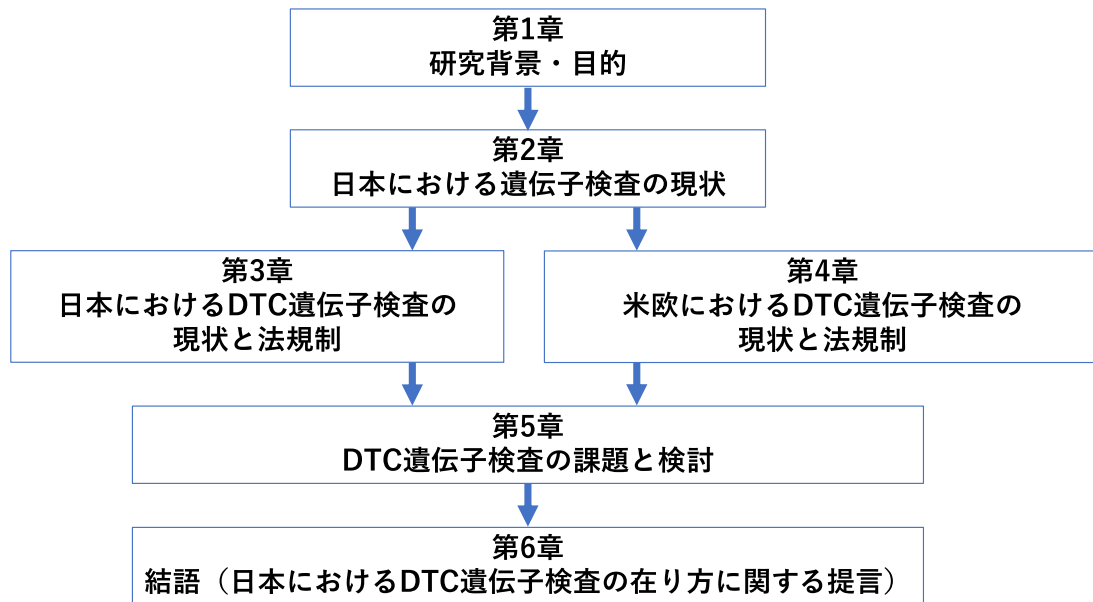 第1章
研究背景・目的
第2章
日本における遺伝子検査の現状
第3章
日本におけるDTC遺伝子検査の
現状と法規制
第4章
米欧におけるDTC遺伝子検査の
現状と法規制
第5章
DTC遺伝子検査の課題と検討
第6章
結語（日本におけるDTC遺伝子検査の在り方に関する提言）